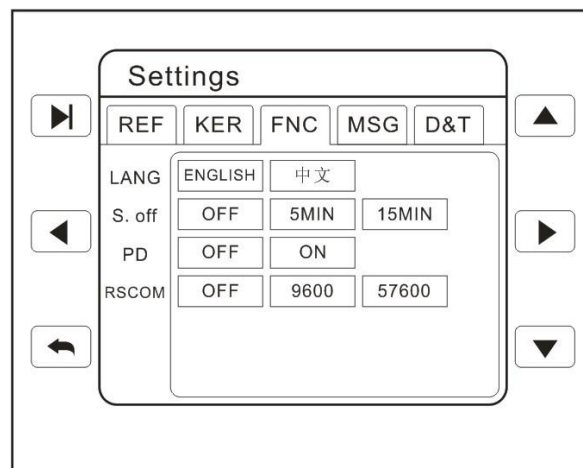 Settings
REF KER FNC MSG D&T
LANG ENGLISH 中文
S. off OFF 5MIN 15MIN
PD OFF ON
RSCOM OFF 9600 57600